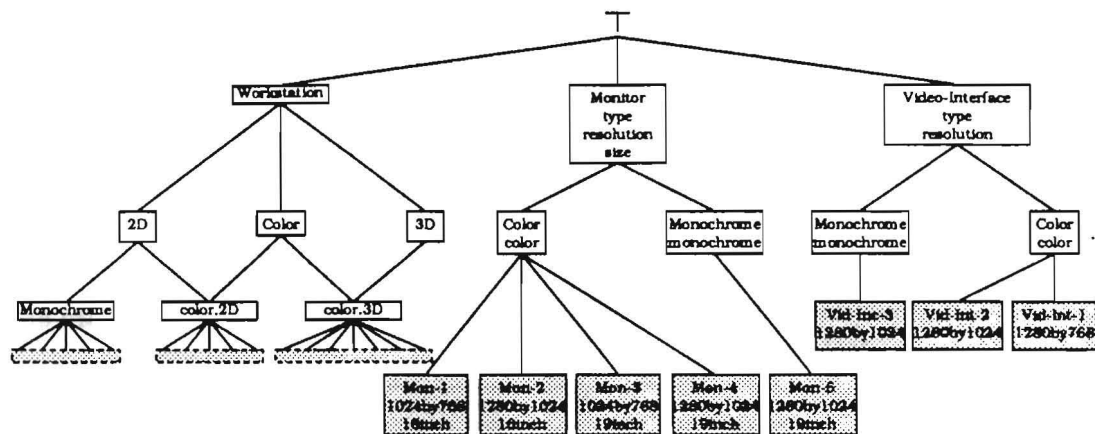 Workstation
Monitor
type
resolution
size
Video-Interface
type
resolution
2D
Color
3D
Color
color
Monochrome
monochrome
Monochrome
monochrome
Color
color
Monochrome
color.2D
color.3D
Vid-Int-3
1280by1024
Vid-Int-2
1280by1024
Vid-Int-1
1280by768
Mon-1
1024by768
16inch
Mon-2
1280by1024
16inch
Mon-3
1024by768
19inch
Mon-4
1280by1024
19inch
Mon-5
1280by1024
19inch